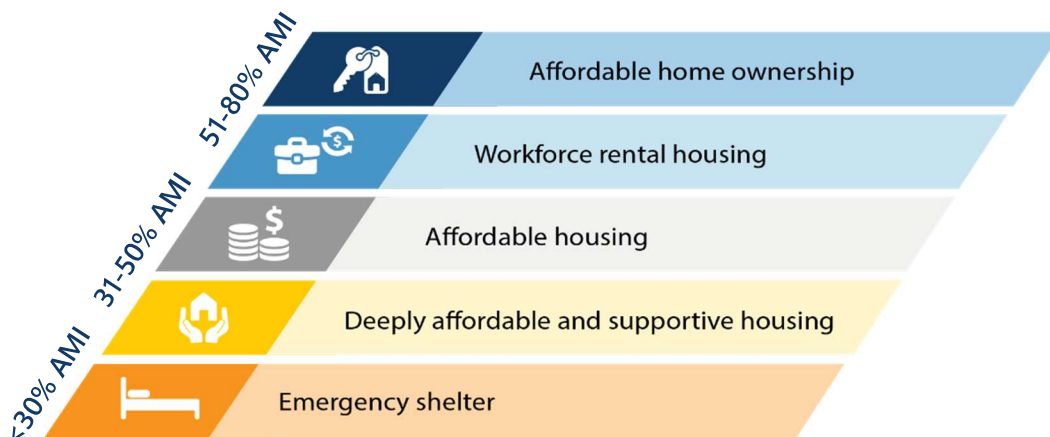 51-80% AMI
Affordable home ownership
$
Workforce rental housing
31-50% AMI
$
Affordable housing
Deeply affordable and supportive housing
<30% AMI
Emergency shelter